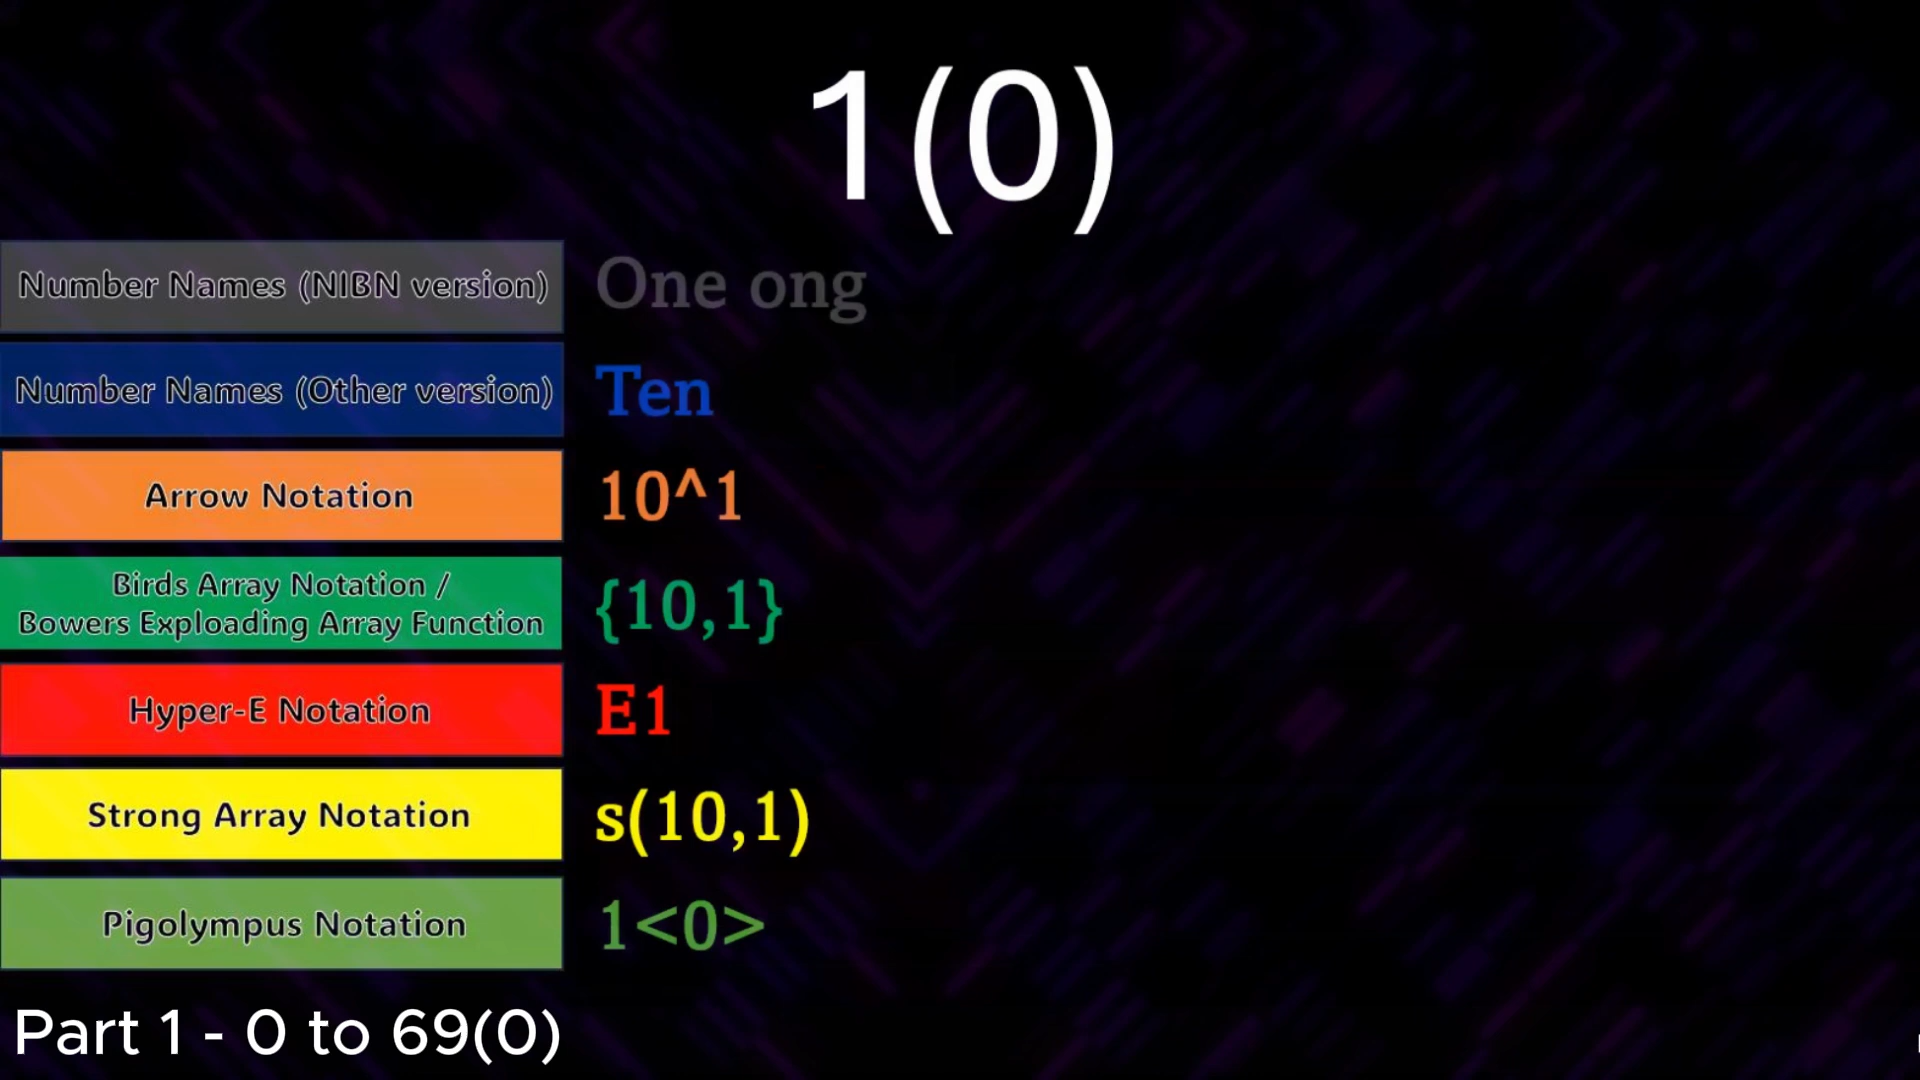 1(0)
Number Names (NIBN version)
One ong
Number Names (Other version)
Ten
Arrow Notation
10^1
Birds Array Notation /
Bowers Exploading Array Function
{10,1}
Hyper-E Notation
E1
Strong Array Notation
s(10,1)
Pigolympus Notation
1<0>
Part 1 - 0 to 69(0)